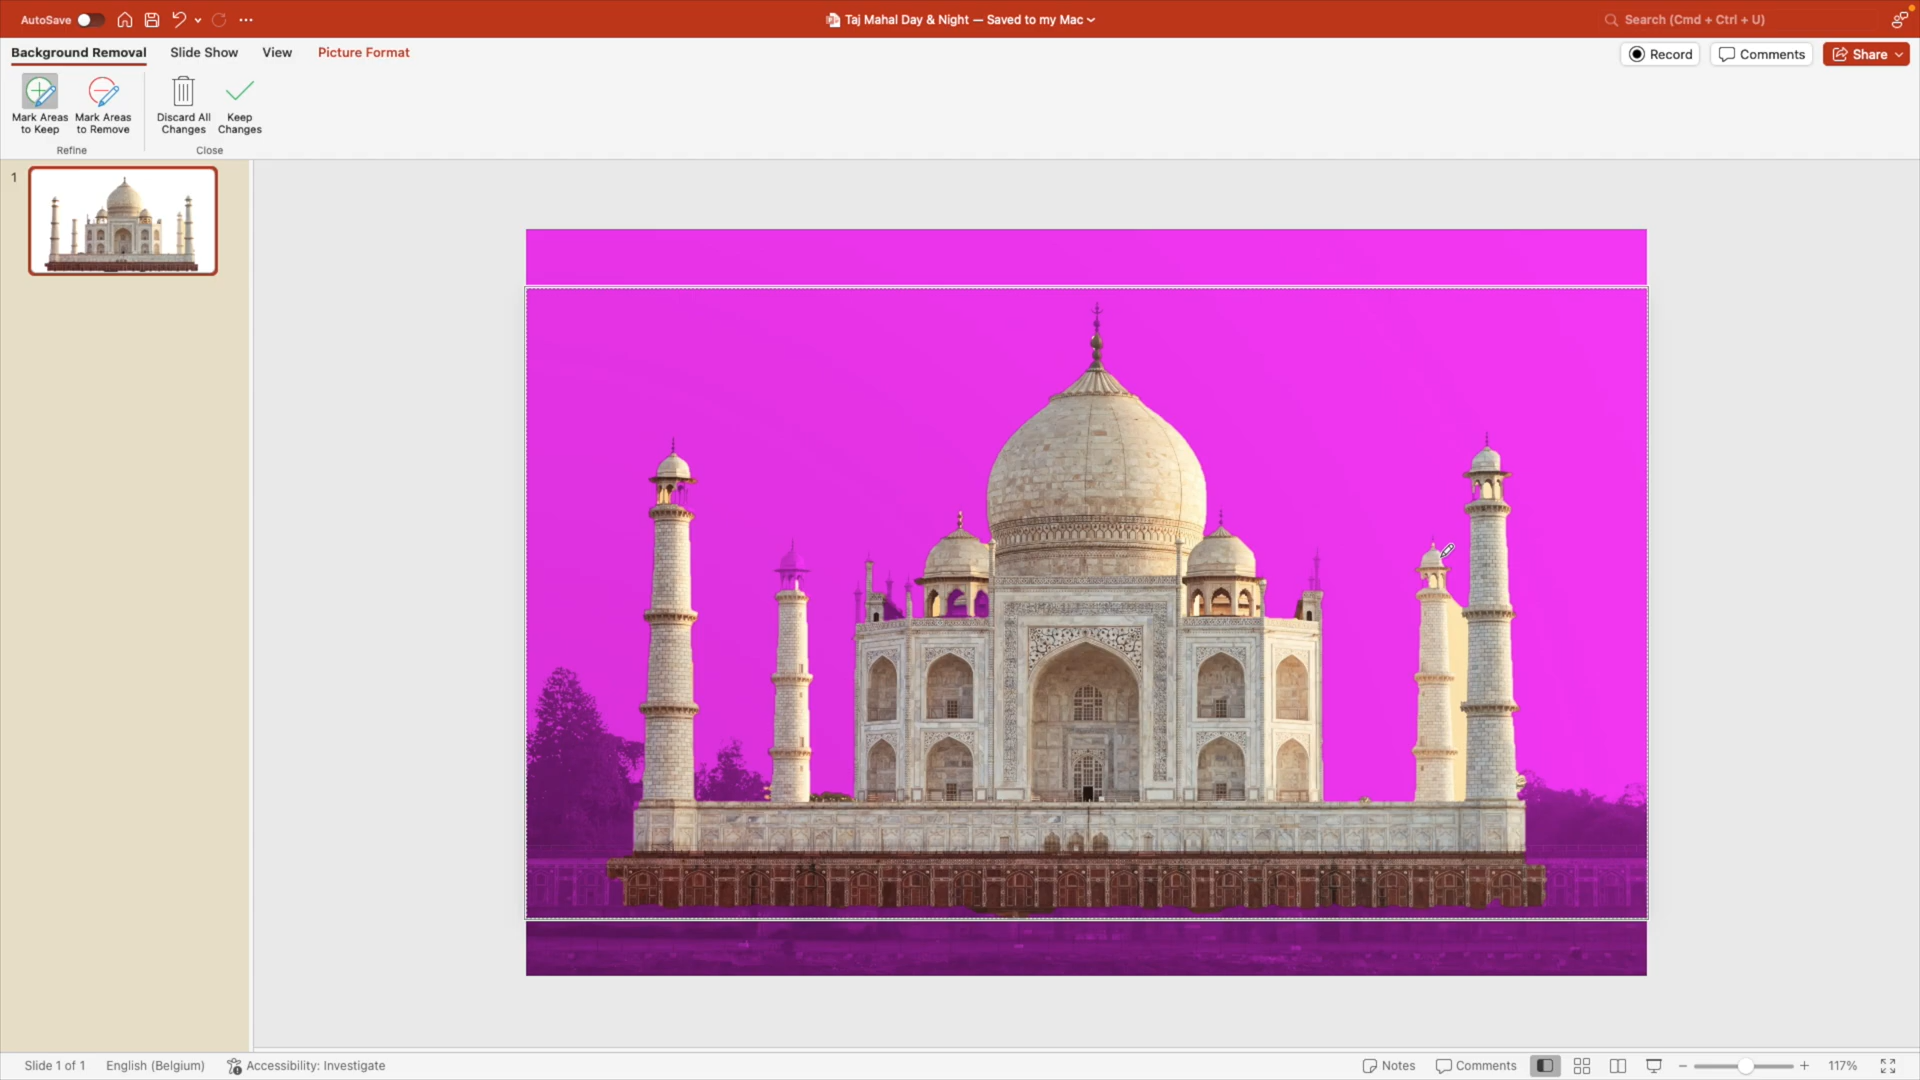 AutoSave
Taj Mahal Day & Night — Saved to my Mac
Search (Cmd + Ctrl + U)
Background Removal
Slide Show
View
Picture Format
Record
Comments
Share
Mark Areas to Keep
Mark Areas to Remove
Discard All Changes
Keep Changes
Refine
Close
1
Slide 1 of 1
English (Belgium)
Accessibility: Investigate
Notes
Comments
117%